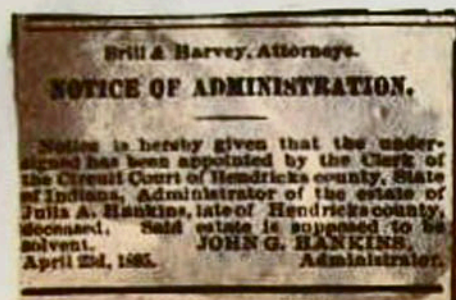 Brill & Harvey, Attorneys.
NOTICE OF ADMINISTRATION.
Notice is hereby given that the under-
signed has been appointed by the Clerk of
the Circuit Court of Hendricks county, State
of Indiana, Administrator of the estate of
Julia A. Hankins, late of Hendricks county,
deceased. Said estate is supposed to be
solvent. JOHN G. HANKINS,
April 23d, 1885. Administrator.